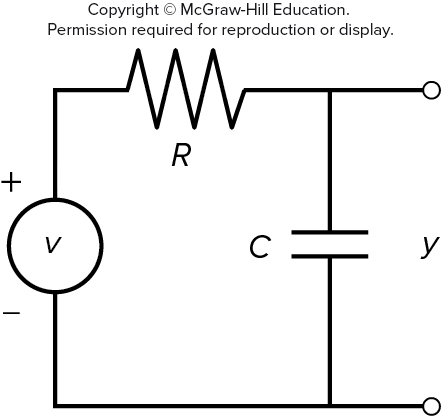 Copyright © McGraw-Hill Education.
Permission required for reproduction or display.
R
+
v
C
y
−